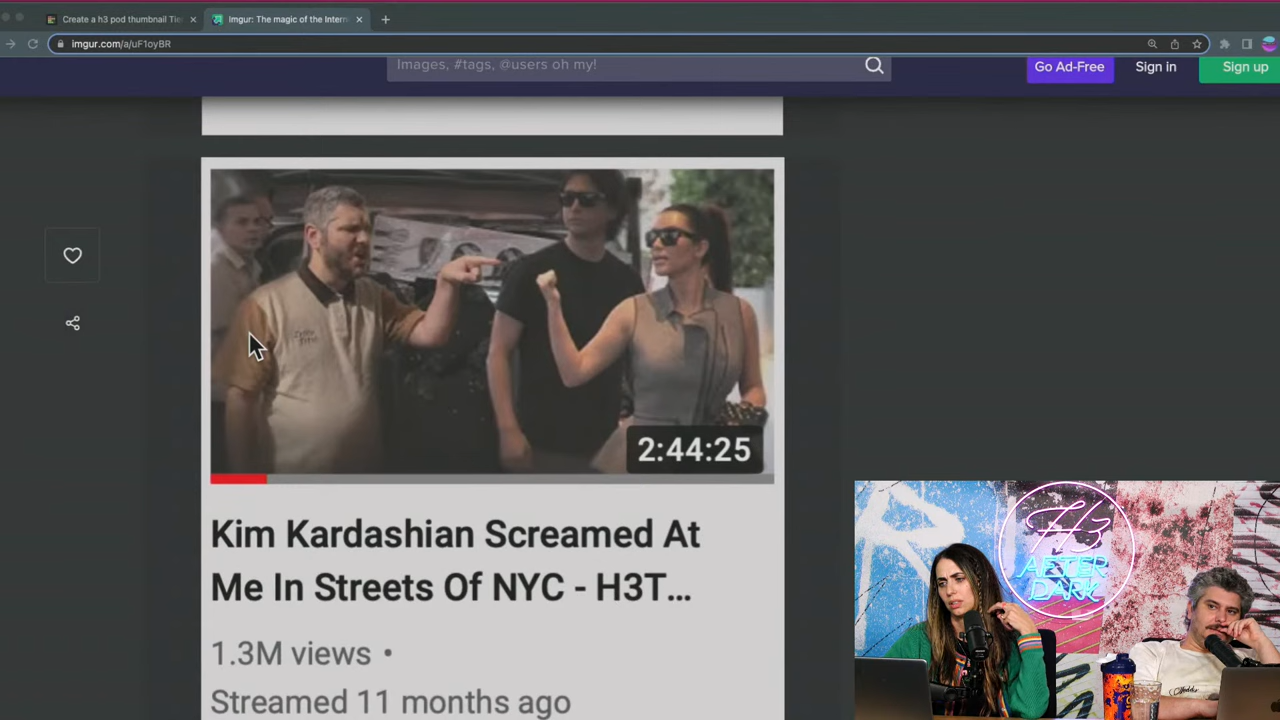 Create a h3 pod thumbnail Tie
Imgur: The magic of the Intern
imgur.com/a/uF1oyBR
Images, #tags, @users oh my!
Go Ad-Free
Sign in
Sign up
2:44:25
Kim Kardashian Screamed At
Me In Streets Of NYC - H3T...
1.3M views •
Streamed 11 months ago
H3
AFTER
DARK